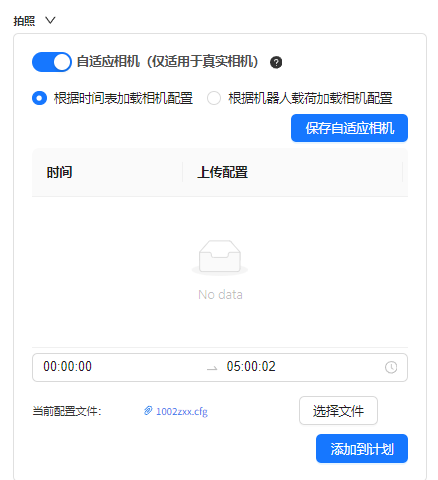 拍照
自适应相机（仅适用于真实相机） ?
根据时间表加载相机配置 根据机器人载荷加载相机配置
保存自适应相机
时间 上传配置
No data
00:00:00 → 05:00:02
当前配置文件: 1002zxx.cfg 选择文件
添加到计划